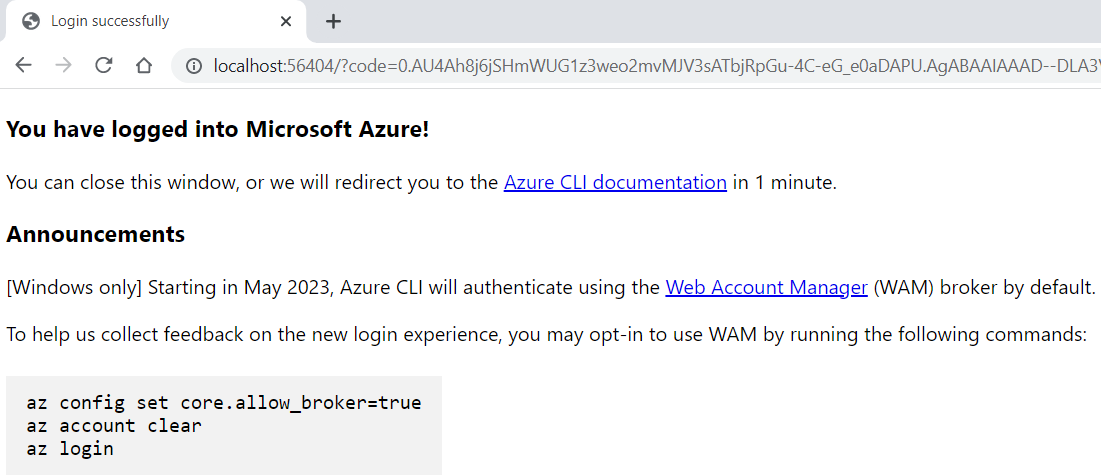 Login successfully
localhost:56404/?code=0.AU4Ah8j6jSHmWUG1z3weo2mvMJV3sATbjRpGu-4C-eG_e0aDAPU.AgABAAIAAAD--DLA3V
You have logged into Microsoft Azure!
You can close this window, or we will redirect you to the Azure CLI documentation in 1 minute.
Announcements
[Windows only] Starting in May 2023, Azure CLI will authenticate using the Web Account Manager (WAM) broker by default.
To help us collect feedback on the new login experience, you may opt-in to use WAM by running the following commands:
az config set core.allow_broker=true
az account clear
az login